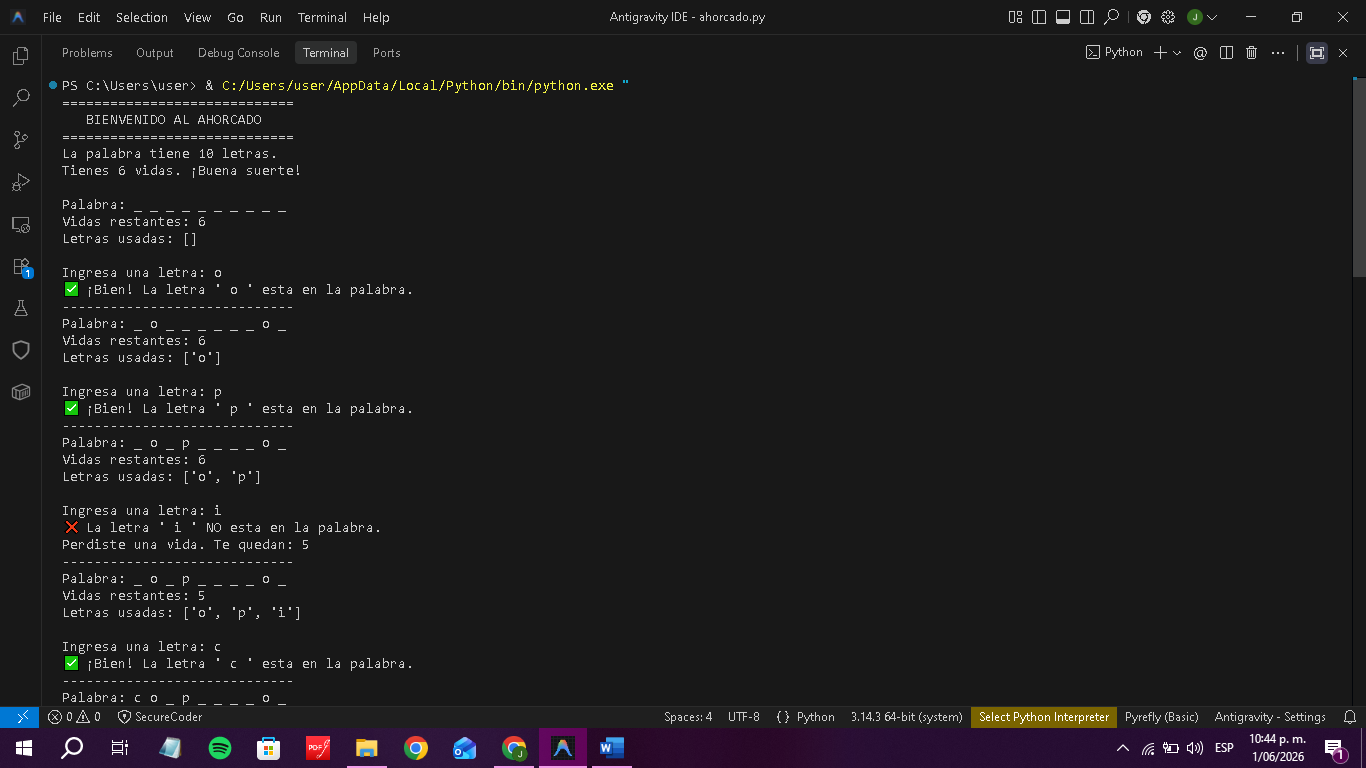 File Edit Selection View Go Run Terminal Help
Antigravity IDE - ahorcado.py
J
Problems Output Debug Console Terminal Ports
Python
PS C:\Users\user> & C:/Users/user/AppData/Local/Python/bin/python.exe "
=============================
BIENVENIDO AL AHORCADO
=============================
La palabra tiene 10 letras.
Tienes 6 vidas. ¡Buena suerte!
Palabra: _ _ _ _ _ _ _ _ _ _
Vidas restantes: 6
Letras usadas: []
Ingresa una letra: o
✅ ¡Bien! La letra ' o ' esta en la palabra.
-----------------------------
Palabra: _ o _ _ _ _ _ _ o _
Vidas restantes: 6
Letras usadas: ['o']
Ingresa una letra: p
✅ ¡Bien! La letra ' p ' esta en la palabra.
-----------------------------
Palabra: _ o _ p _ _ _ _ o _
Vidas restantes: 6
Letras usadas: ['o', 'p']
Ingresa una letra: i
❌ La letra ' i ' NO esta en la palabra.
Perdiste una vida. Te quedan: 5
-----------------------------
Palabra: _ o _ p _ _ _ _ o _
Vidas restantes: 5
Letras usadas: ['o', 'p', 'i']
Ingresa una letra: c
✅ ¡Bien! La letra ' c ' esta en la palabra.
-----------------------------
Palabra: c o _ p _ _ _ _ o _
1
0 0 SecureCoder Spaces: 4 UTF-8 {} Python 3.14.3 64-bit (system) Select Python Interpreter Pyrefly (Basic) Antigravity - Settings
PDF J W ESP 10:44 p. m.
1/06/2026
1